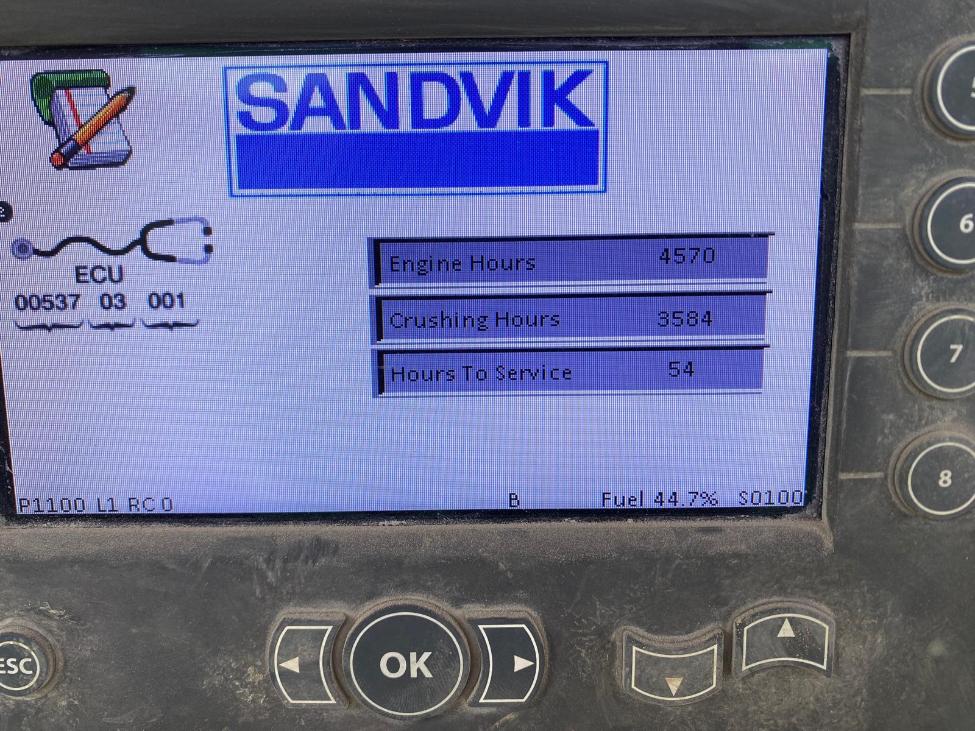 SANDVIK
ECU
00537 03 001
Engine Hours 4570
Crushing Hours 3584
Hours To Service 54
P1100 L1 RC 0 B Fuel 44.7% S0100
6
7
8
ESC
OK